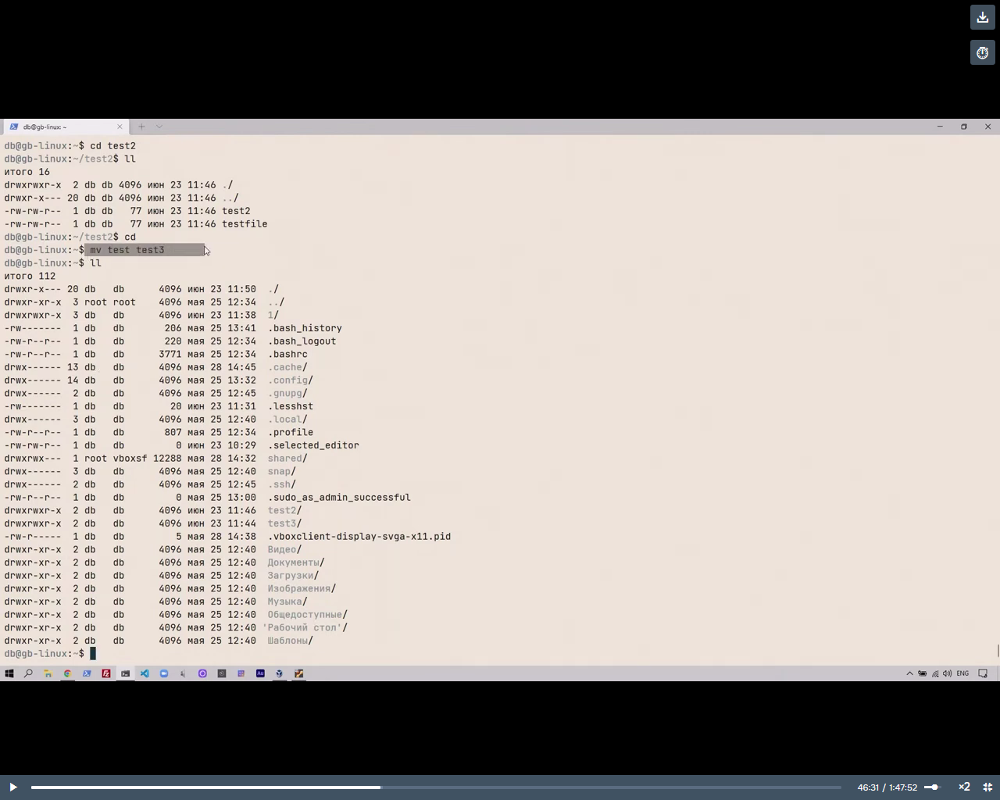 db@gb-linux: ~
db@gb-linux:~$ cd test2
db@gb-linux:~/test2$ ll
итого 16
drwxrwxr-x  2 db db 4096 июн 23 11:46 ./
drwxr-x--- 20 db db 4096 июн 23 11:46 ../
-rw-rw-r--  1 db db   77 июн 23 11:46 test2
-rw-rw-r--  1 db db   77 июн 23 11:46 testfile
db@gb-linux:~/test2$ cd
db@gb-linux:~$ mv test test3
db@gb-linux:~$ ll
итого 112
drwxr-x--- 20 db   db      4096 июн 23 11:50  ./
drwxr-xr-x  3 root root    4096 мая 25 12:34  ../
drwxrwxr-x  3 db   db      4096 июн 23 11:38  1/
-rw-------  1 db   db       206 мая 25 13:41  .bash_history
-rw-r--r--  1 db   db       220 мая 25 12:34  .bash_logout
-rw-r--r--  1 db   db      3771 мая 25 12:34  .bashrc
drwx------ 13 db   db      4096 мая 28 14:45  .cache/
drwx------ 14 db   db      4096 мая 25 13:32  .config/
drwx------  2 db   db      4096 мая 25 12:45  .gnupg/
-rw-------  1 db   db        20 июн 23 11:31  .lesshst
drwx------  3 db   db      4096 мая 25 12:40  .local/
-rw-r--r--  1 db   db       807 мая 25 12:34  .profile
-rw-rw-r--  1 db   db         0 июн 23 10:29  .selected_editor
drwxrwx---  1 root vboxsf 12288 мая 28 14:32  shared/
drwx------  3 db   db      4096 мая 25 12:40  snap/
drwx------  2 db   db      4096 мая 25 12:45  .ssh/
-rw-r--r--  1 db   db         0 мая 25 13:00  .sudo_as_admin_successful
drwxrwxr-x  2 db   db      4096 июн 23 11:46  test2/
drwxrwxr-x  2 db   db      4096 июн 23 11:44  test3/
-rw-r-----  1 db   db         5 мая 28 14:38  .vboxclient-display-svga-x11.pid
drwxr-xr-x  2 db   db      4096 мая 25 12:40  Видео/
drwxr-xr-x  2 db   db      4096 мая 25 12:40  Документы/
drwxr-xr-x  2 db   db      4096 мая 25 12:40  Загрузки/
drwxr-xr-x  2 db   db      4096 мая 25 12:40  Изображения/
drwxr-xr-x  2 db   db      4096 мая 25 12:40  Музыка/
drwxr-xr-x  2 db   db      4096 мая 25 12:40  Общедоступные/
drwxr-xr-x  2 db   db      4096 мая 25 12:40 'Рабочий стол'/
drwxr-xr-x  2 db   db      4096 мая 25 12:40  Шаблоны/
db@gb-linux:~$
Au ENG
46:31 / 1:47:52 ×2